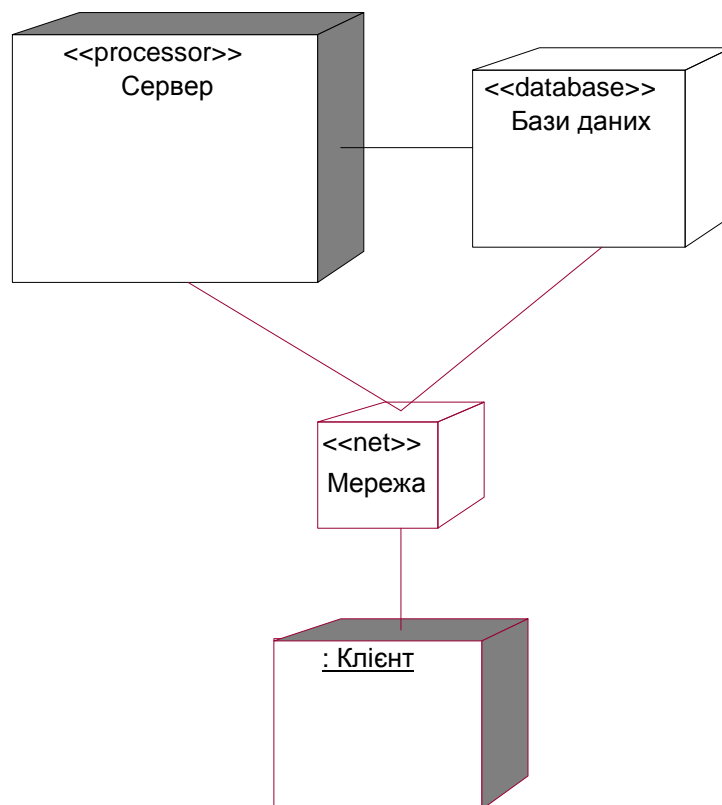 <<processor>>
Сервер
<<database>>
Бази даних
<<net>>
Мережа
: Клієнт